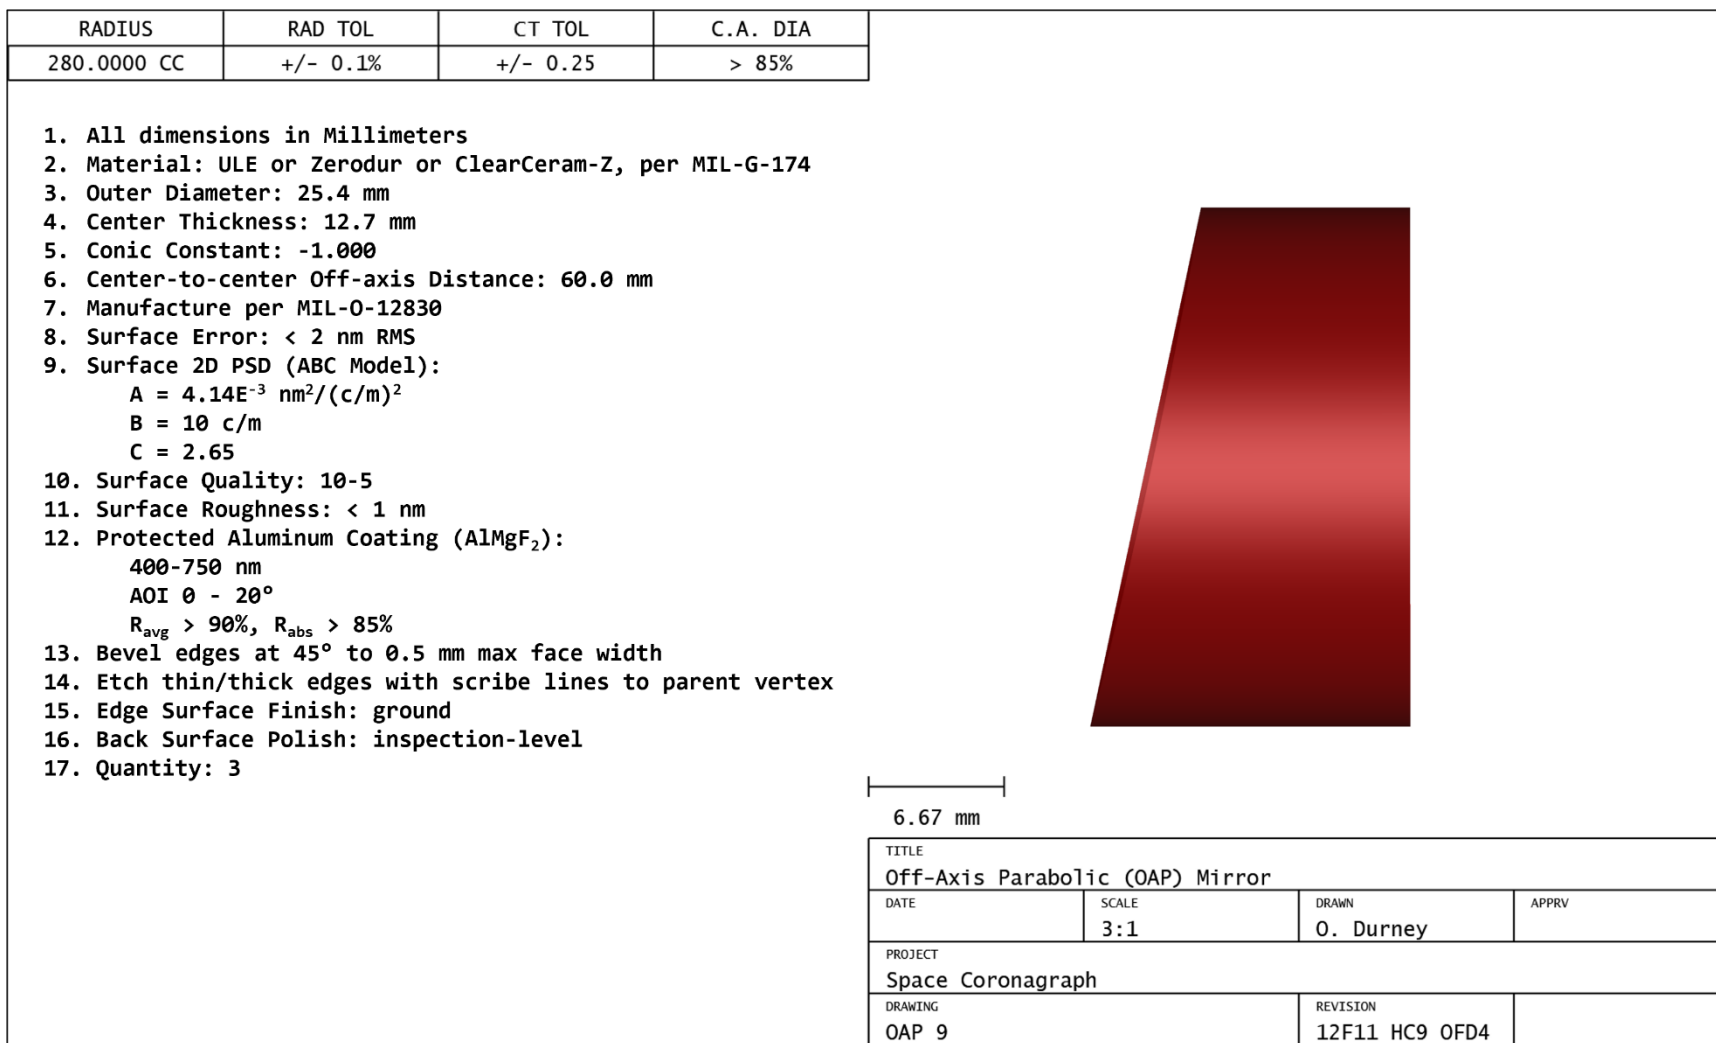 RADIUS RAD TOL CT TOL C.A. DIA
280.0000 CC +/- 0.1% +/- 0.25 > 85%
1. All dimensions in Millimeters
2. Material: ULE or Zerodur or ClearCeram-Z, per MIL-G-174
3. Outer Diameter: 25.4 mm
4. Center Thickness: 12.7 mm
5. Conic Constant: -1.000
6. Center-to-center Off-axis Distance: 60.0 mm
7. Manufacture per MIL-O-12830
8. Surface Error: < 2 nm RMS
9. Surface 2D PSD (ABC Model):
A = 4.14E⁻³ nm²/(c/m)²
B = 10 c/m
C = 2.65
10. Surface Quality: 10-5
11. Surface Roughness: < 1 nm
12. Protected Aluminum Coating (AlMgF₂):
400-750 nm
AOI 0 - 20°
Ravg > 90%, Rabs > 85%
13. Bevel edges at 45° to 0.5 mm max face width
14. Etch thin/thick edges with scribe lines to parent vertex
15. Edge Surface Finish: ground
16. Back Surface Polish: inspection-level
17. Quantity: 3
6.67 mm
TITLE
Off-Axis Parabolic (OAP) Mirror
DATE SCALE DRAWN APPRV
3:1 O. Durney
PROJECT
Space Coronagraph
DRAWING REVISION
OAP 9 12F11 HC9 OFD4